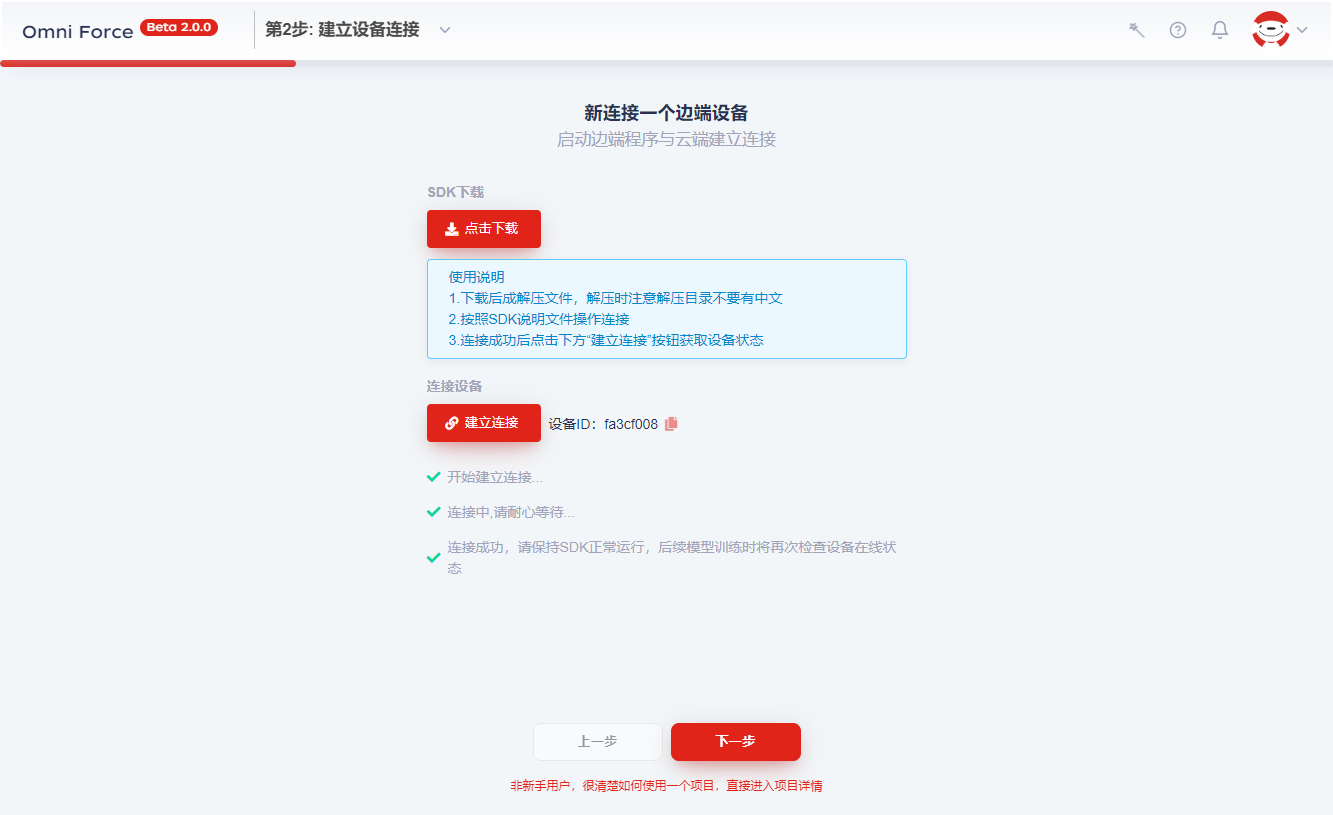 Omni Force Beta 2.0.0 第2步: 建立设备连接
新连接一个边端设备
启动边端程序与云端建立连接
SDK下载
点击下载
使用说明
1.下载后成解压文件，解压时注意解压目录不要有中文
2.按照SDK说明文件操作连接
3.连接成功后点击下方“建立连接”按钮获取设备状态
连接设备
建立连接 设备ID：fa3cf008
开始建立连接...
连接中,请耐心等待...
连接成功，请保持SDK正常运行，后续模型训练时将再次检查设备在线状
态
上一步 下一步
非新手用户，很清楚如何使用一个项目，直接进入项目详情